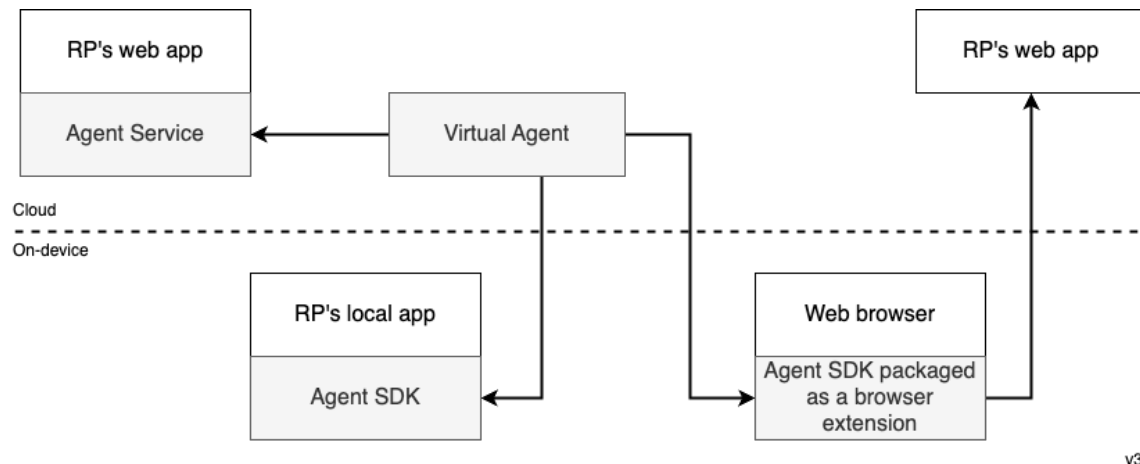 RP's web app
RP's web app
Agent Service
Virtual Agent
Cloud
On-device
RP's local app
Web browser
Agent SDK
Agent SDK packaged
as a browser
extension
v3